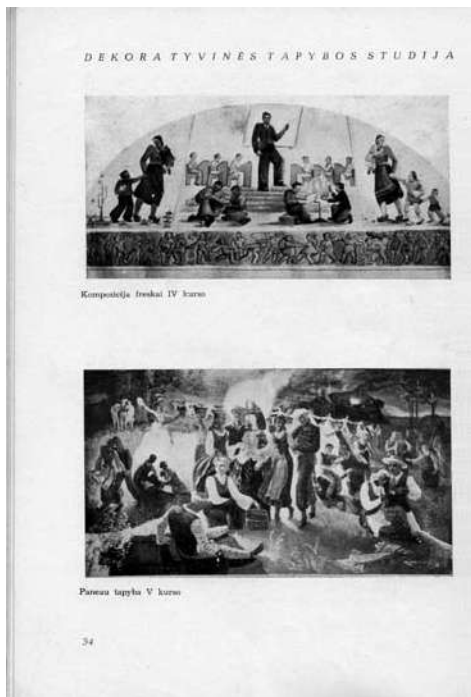 DEKORATYVINĖS TAPYBOS STUDIJA
Kompozicija freskai IV kurso
Panneau tapyba V kurso
34